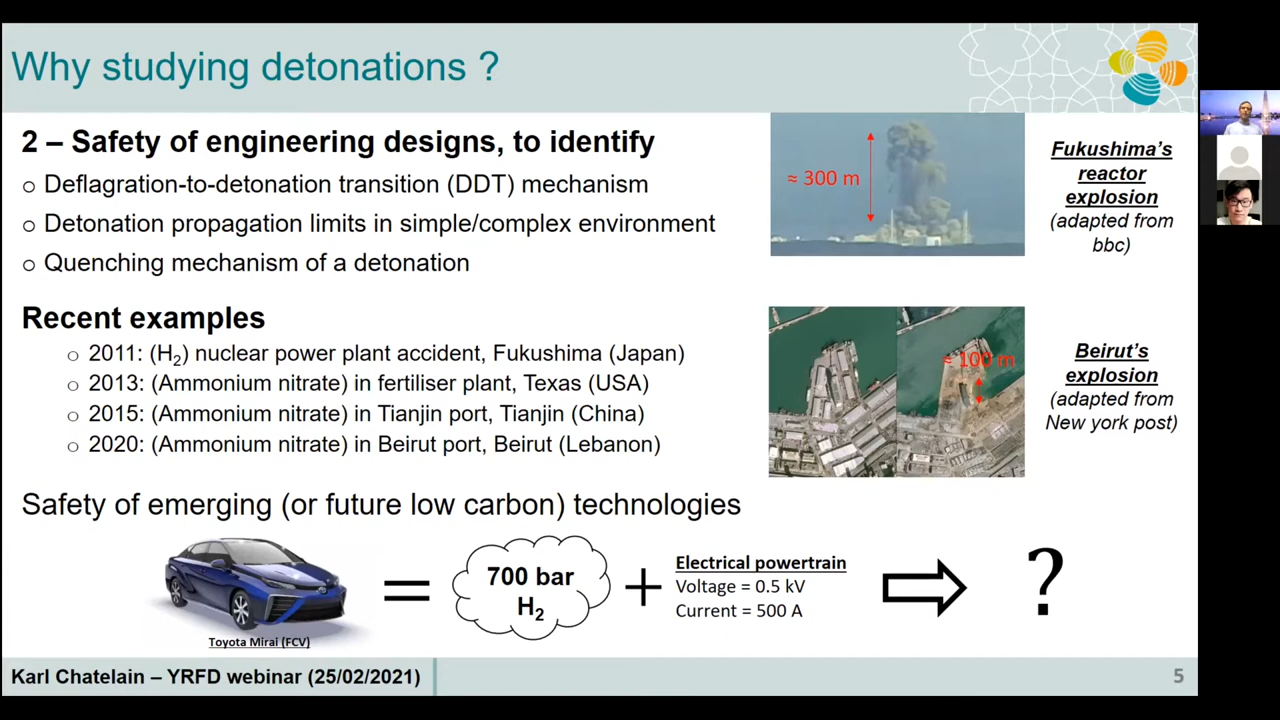 Why studying detonations ?
2 – Safety of engineering designs, to identify
o Deflagration-to-detonation transition (DDT) mechanism
o Detonation propagation limits in simple/complex environment
o Quenching mechanism of a detonation
≈ 300 m
Fukushima's
reactor
explosion
(adapted from
bbc)
Recent examples
o 2011: (H₂) nuclear power plant accident, Fukushima (Japan)
o 2013: (Ammonium nitrate) in fertiliser plant, Texas (USA)
o 2015: (Ammonium nitrate) in Tianjin port, Tianjin (China)
o 2020: (Ammonium nitrate) in Beirut port, Beirut (Lebanon)
≈ 100 m
Beirut's
explosion
(adapted from
New york post)
Safety of emerging (or future low carbon) technologies
Toyota Mirai (FCV)
=
700 bar
H₂
+
Electrical powertrain
Voltage = 0.5 kV
Current = 500 A
?
Karl Chatelain – YRFD webinar (25/02/2021)
5